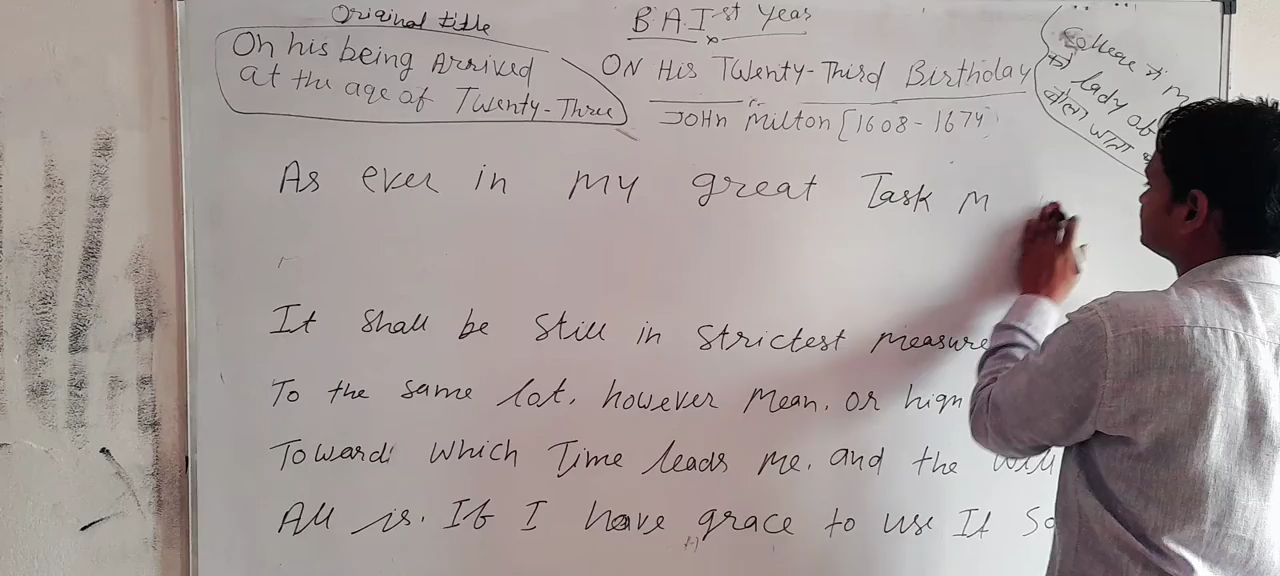 Original title
On his being Arrived
at the age of Twenty-Three
B.A Ist Year
ON His TWenty-Third Birthday
JOHn Milton [1608-1674]
College में
lady
As ever in my great Task M
It shall be still in strictest measure
To the same lot, however mean, or high
Toward which Time leads me, and the will
All is. If I have grace to use It So